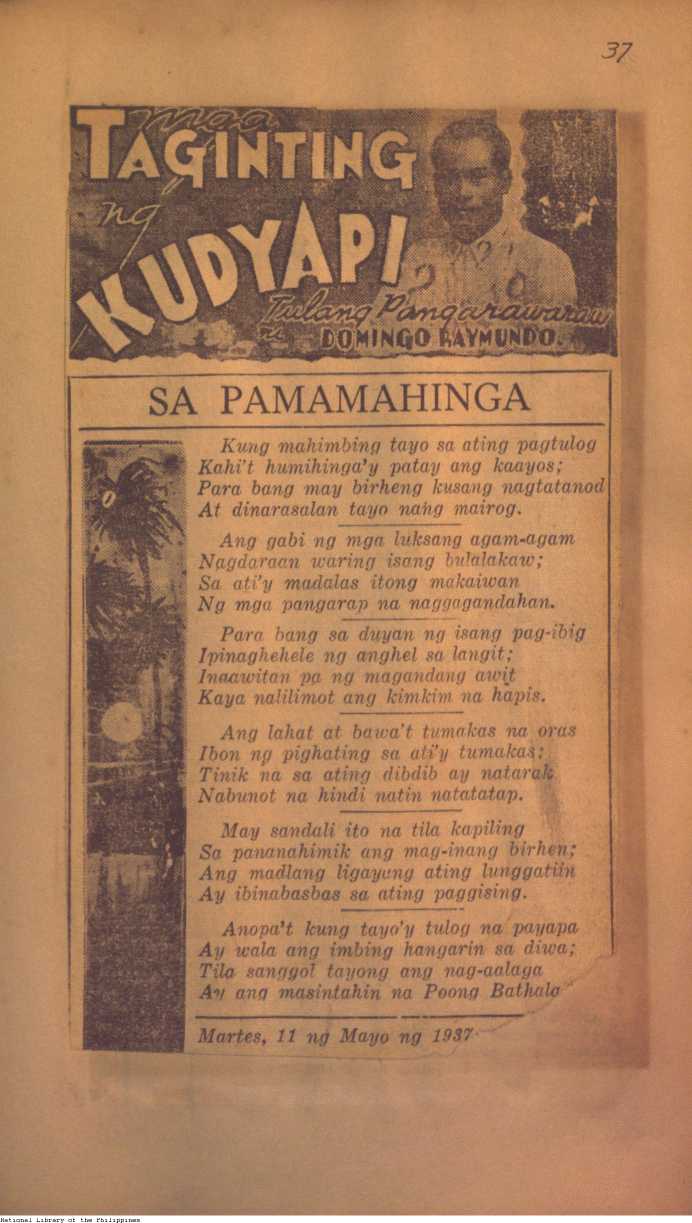 37
mga
TAGINTING
ng
KUDYAPI
Tulang Pangarawaraw
ni DOMINGO RAYMUNDO.
SA PAMAMAHINGA
Kung mahimbing tayo sa ating pagtulog
Kahi't humihinga'y patay ang kaayos;
Para bang may birheng kusang nagtatanod
At dinarasalan tayo nang mairog.
Ang gabi ng mga luksang agam-agam
Nagdaraan waring isang bulalakaw;
Sa ati'y madalas itong makaiwan
Ng mga pangarap na naggagandahan.
Para bang sa duyan ng isang pag-ibig
Ipinaghehele ng anghel sa langit;
Inaawitan pa ng magandang awit
Kaya nalilimot ang kimkim na hapis.
Ang lahat at bawa't tumakas na oras
Ibon ng pighating sa ati'y tumakas;
Tinik na sa ating dibdib ay natarak
Nabunot na hindi natin natatatap.
May sandali ito na tila kapiling
Sa pananahimik ang mag-inang birhen;
Ang madlang ligayang ating lunggatiin
Ay ibinabasbas sa ating paggising.
Anopa't kung tayo'y tulog na payapa
Ay wala ang imbing hangarin sa diwa;
Tila sanggol tayong ang nag-aalaga
Ay ang masintahin na Poong Bathala
Martes, 11 ng Mayo ng 1937
National Library of the Philippines